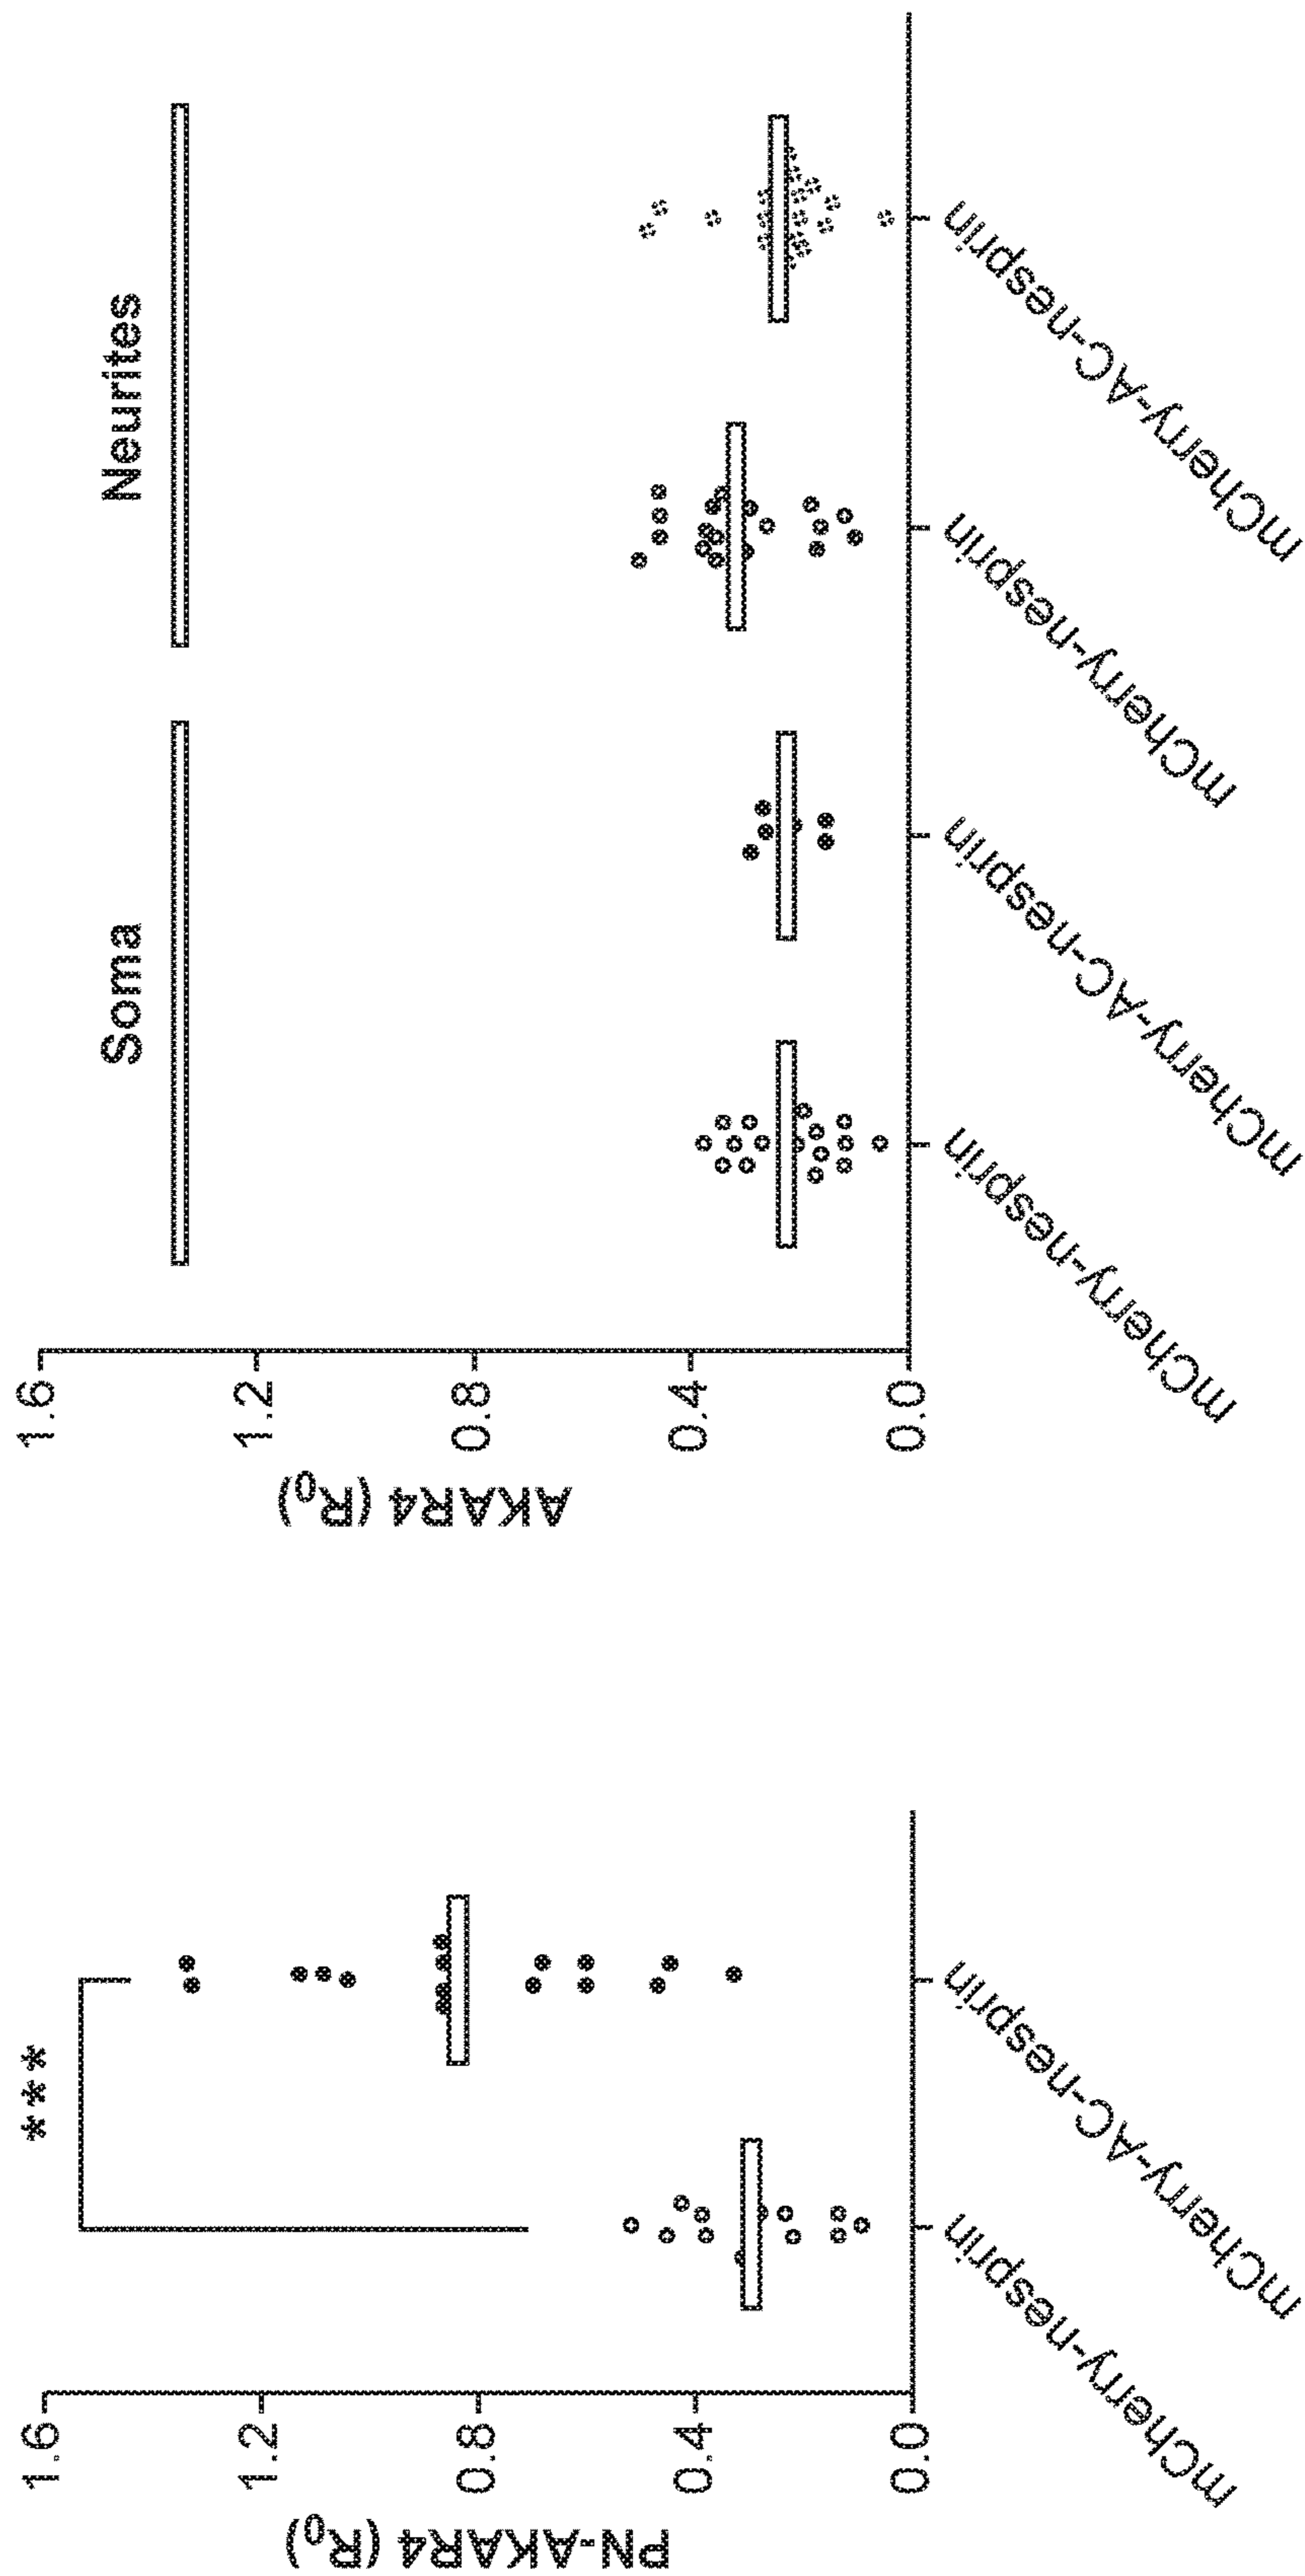 ***
PN-AKAR4 (R0)
1.6
1.2
0.8
0.4
0.0
mCherry-nesprin
mCherry-AC-nesprin
Soma
Neurites
AKAR4 (R0)
1.6
1.2
0.8
0.4
0.0
mCherry-nesprin
mCherry-AC-nesprin
mCherry-nesprin
mCherry-AC-nesprin